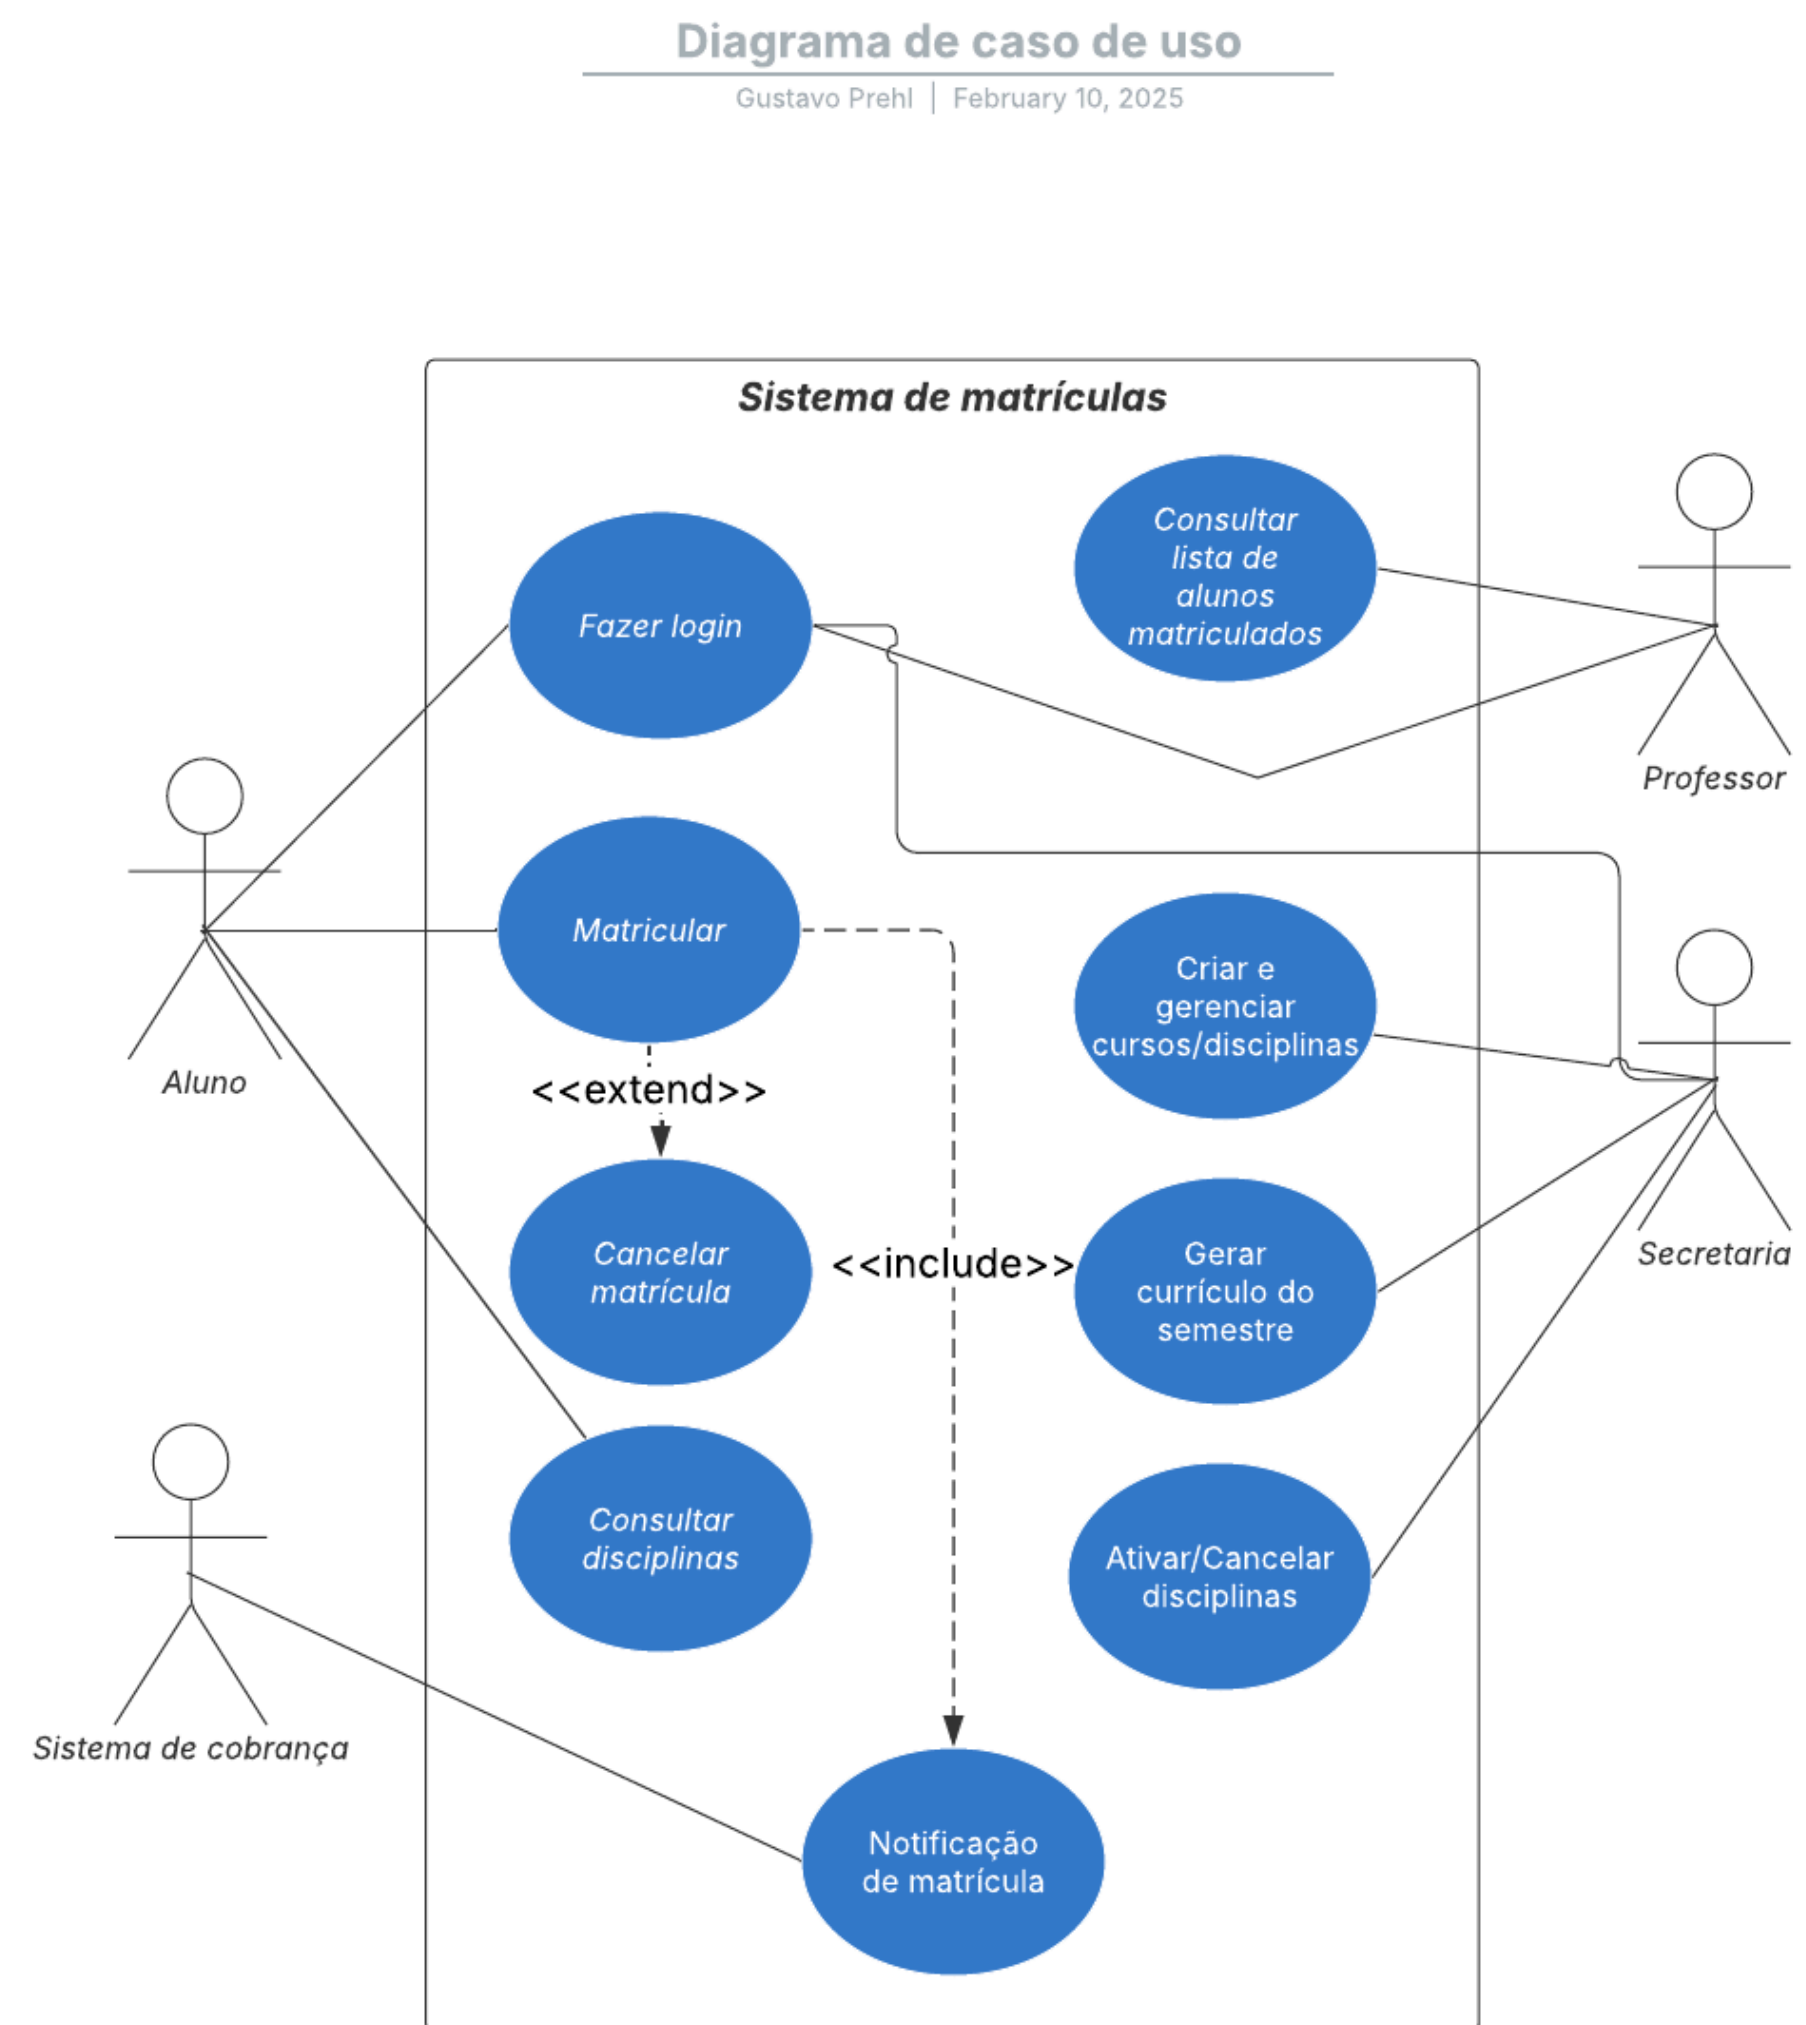 Diagrama de caso de uso
Gustavo Prehl | February 10, 2025
Sistema de matrículas
Consultar
lista de
alunos
matriculados
Fazer login
Professor
Matricular
Aluno
Criar e
gerenciar
cursos/disciplinas
<<extend>>
Secretaria
Cancelar
matrícula
<<include>>
Gerar
currículo do
semestre
Consultar
disciplinas
Ativar/Cancelar
disciplinas
Sistema de cobrança
Notificação
de matrícula